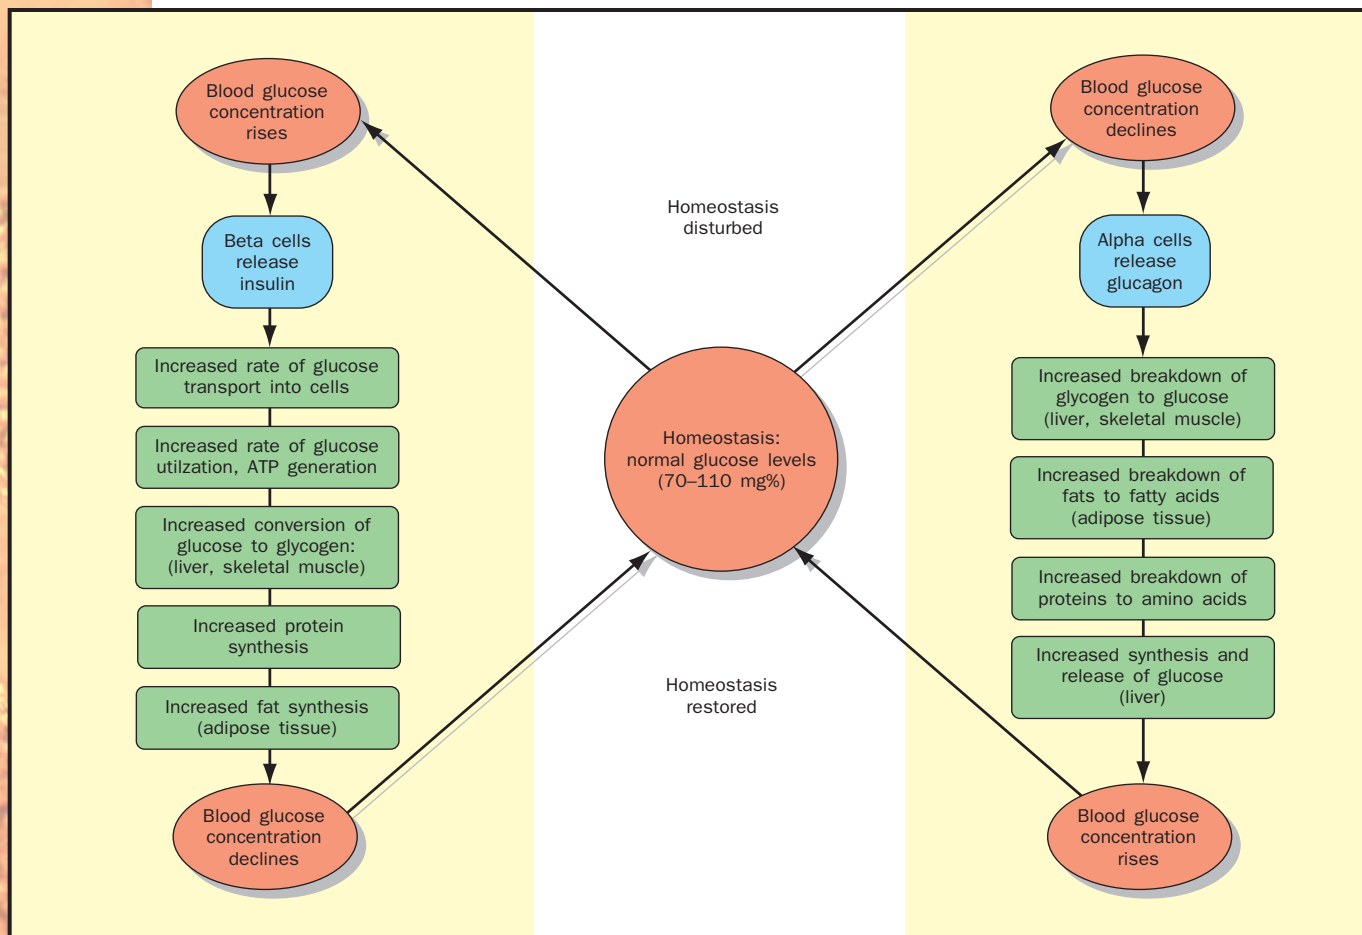 Blood glucose
concentration
rises
Beta cells
release
insulin
Increased rate of glucose
transport into cells
Increased rate of glucose
utilzation, ATP generation
Increased conversion of
glucose to glycogen:
(liver, skeletal muscle)
Increased protein
synthesis
Increased fat synthesis
(adipose tissue)
Blood glucose
concentration
declines
Homeostasis
disturbed
Homeostasis:
normal glucose levels
(70–110 mg%)
Homeostasis
restored
Blood glucose
concentration
declines
Alpha cells
release
glucagon
Increased breakdown of
glycogen to glucose
(liver, skeletal muscle)
Increased breakdown of
fats to fatty acids
(adipose tissue)
Increased breakdown of
proteins to amino acids
Increased synthesis and
release of glucose
(liver)
Blood glucose
concentration
rises